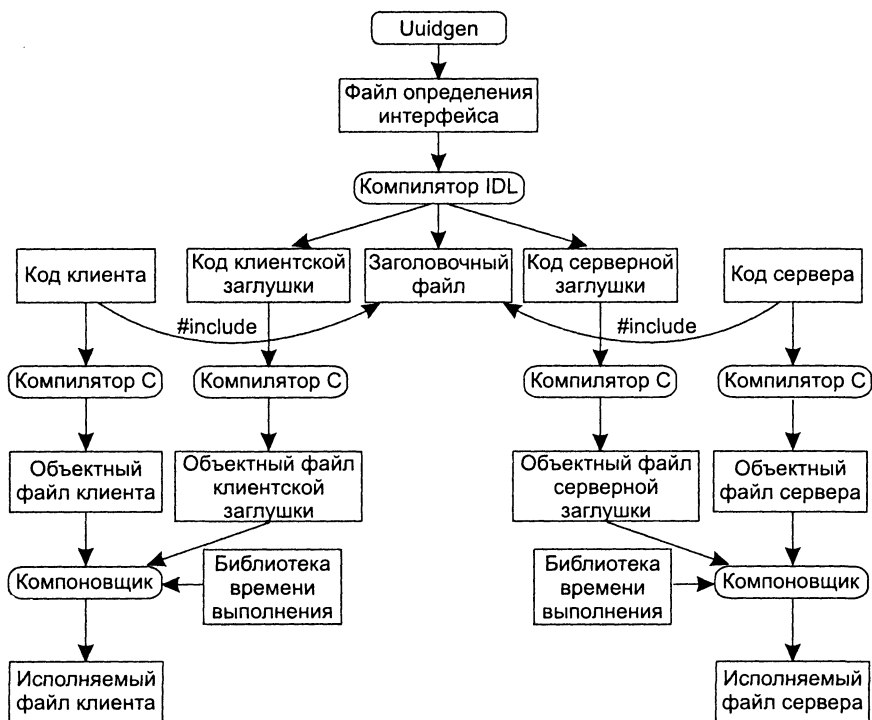 Uuidgen
Файл определения
интерфейса
Компилятор IDL
Код клиента
Код клиентской
заглушки
Заголовочный
файл
Код серверной
заглушки
Код сервера
#include
#include
Компилятор C
Компилятор C
Компилятор C
Компилятор C
Объектный
файл клиента
Объектный файл
клиентской
заглушки
Объектный файл
серверной
заглушки
Объектный
файл сервера
Компоновщик
Библиотека
времени
выполнения
Библиотека
времени
выполнения
Компоновщик
Исполняемый
файл клиента
Исполняемый
файл сервера